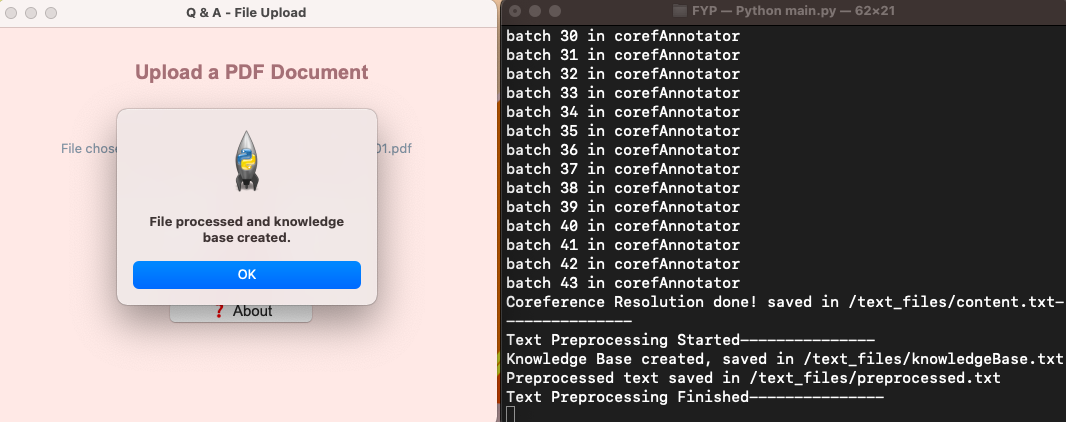 Q & A - File Upload
Upload a PDF Document
File chose
01.pdf
File processed and knowledge
base created.
OK
❓ About
FYP — Python main.py — 62×21
batch 30 in corefAnnotator
batch 31 in corefAnnotator
batch 32 in corefAnnotator
batch 33 in corefAnnotator
batch 34 in corefAnnotator
batch 35 in corefAnnotator
batch 36 in corefAnnotator
batch 37 in corefAnnotator
batch 38 in corefAnnotator
batch 39 in corefAnnotator
batch 40 in corefAnnotator
batch 41 in corefAnnotator
batch 42 in corefAnnotator
batch 43 in corefAnnotator
Coreference Resolution done! saved in /text_files/content.txt-
--------------
Text Preprocessing Started---------------
Knowledge Base created, saved in /text_files/knowledgeBase.txt
Preprocessed text saved in /text_files/preprocessed.txt
Text Preprocessing Finished---------------